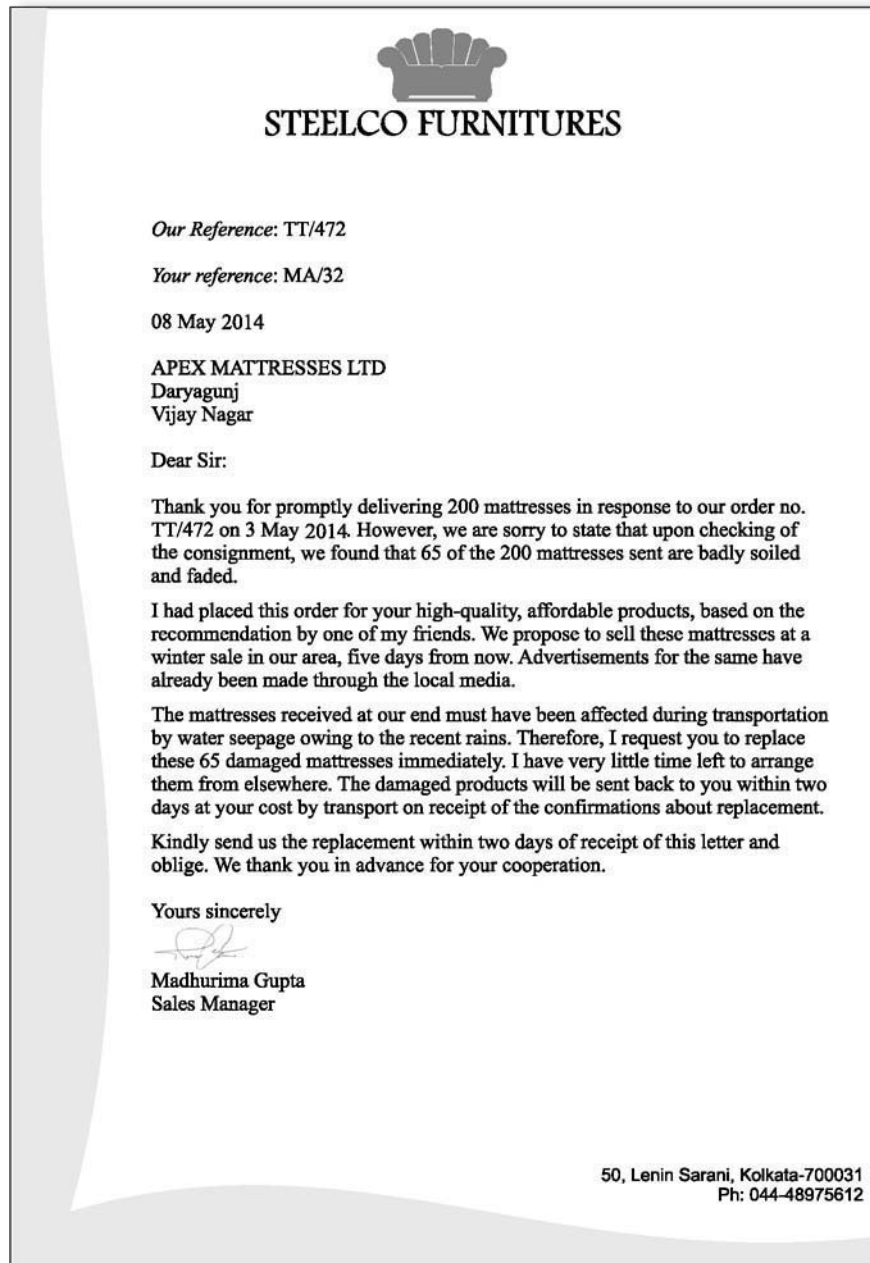 STEELCO FURNITURES
Our Reference: TT/472
Your reference: MA/32
08 May 2014
APEX MATTRESSES LTD
Daryagunj
Vijay Nagar
Dear Sir:
Thank you for promptly delivering 200 mattresses in response to our order no.
TT/472 on 3 May 2014. However, we are sorry to state that upon checking of
the consignment, we found that 65 of the 200 mattresses sent are badly soiled
and faded.
I had placed this order for your high-quality, affordable products, based on the
recommendation by one of my friends. We propose to sell these mattresses at a
winter sale in our area, five days from now. Advertisements for the same have
already been made through the local media.
The mattresses received at our end must have been affected during transportation
by water seepage owing to the recent rains. Therefore, I request you to replace
these 65 damaged mattresses immediately. I have very little time left to arrange
them from elsewhere. The damaged products will be sent back to you within two
days at your cost by transport on receipt of the confirmations about replacement.
Kindly send us the replacement within two days of receipt of this letter and
oblige. We thank you in advance for your cooperation.
Yours sincerely
Madhurima Gupta
Sales Manager
50, Lenin Sarani, Kolkata-700031
Ph: 044-48975612